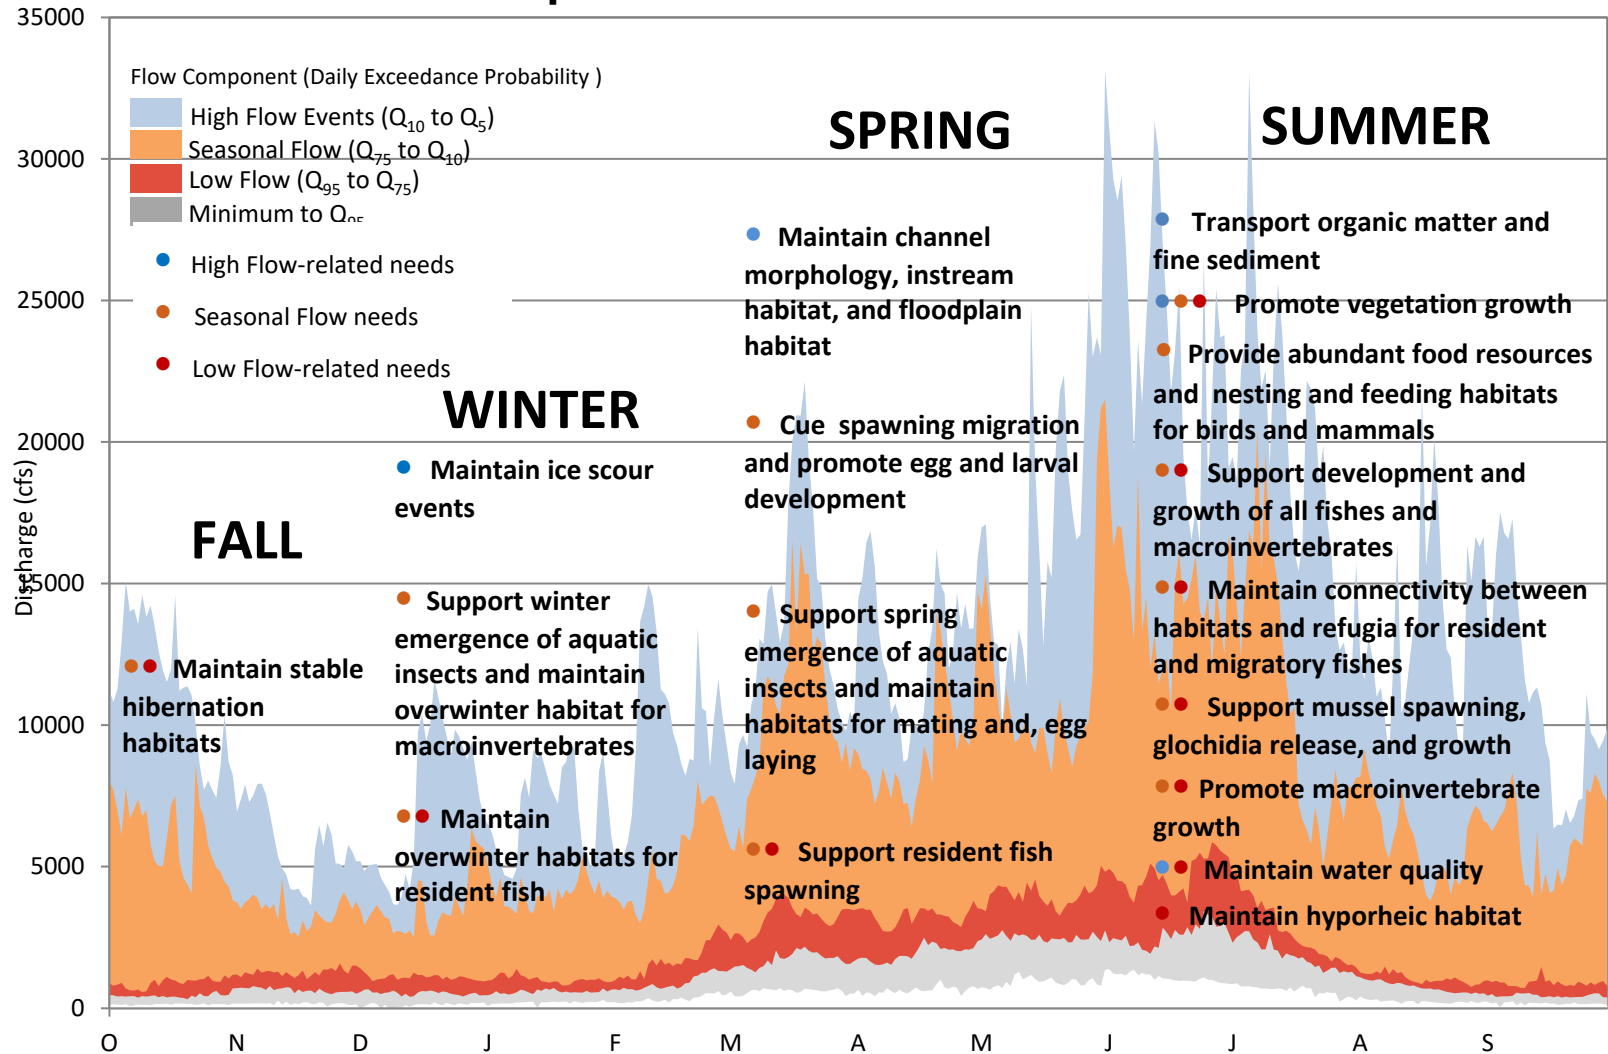 35000
30000
25000
20000
15000
10000
5000
0
Discharge (cfs)
Flow Component (Daily Exceedance Probability )
High Flow Events (Q10 to Q5)
Seasonal Flow (Q75 to Q10)
Low Flow (Q95 to Q75)
Minimum to Q95
High Flow-related needs
Seasonal Flow needs
Low Flow-related needs
FALL
Maintain stable
hibernation
habitats
WINTER
Maintain ice scour
events
Support winter
emergence of aquatic
insects and maintain
overwinter habitat for
macroinvertebrates
Maintain
overwinter habitats for
resident fish
SPRING
Maintain channel
morphology, instream
habitat, and floodplain
habitat
Cue spawning migration
and promote egg and larval
development
Support spring
emergence of aquatic
insects and maintain
habitats for mating and, egg
laying
Support resident fish
spawning
SUMMER
Transport organic matter and
fine sediment
Promote vegetation growth
Provide abundant food resources
and nesting and feeding habitats
for birds and mammals
Support development and
growth of all fishes and
macroinvertebrates
Maintain connectivity between
habitats and refugia for resident
and migratory fishes
Support mussel spawning,
glochidia release, and growth
Promote macroinvertebrate
growth
Maintain water quality
Maintain hyporheic habitat
O N D J F M A M J J A S